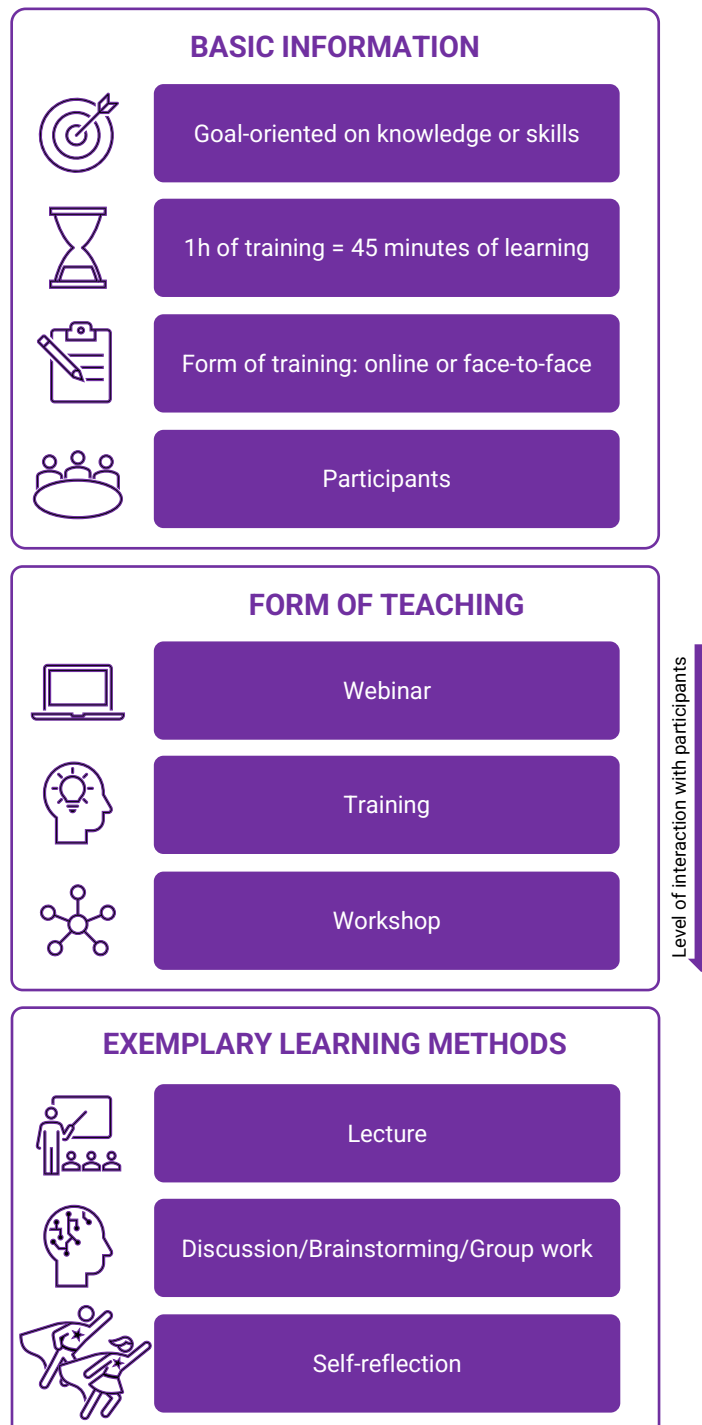 BASIC INFORMATION
Goal-oriented on knowledge or skills
1h of training = 45 minutes of learning
Form of training: online or face-to-face
Participants
FORM OF TEACHING
Webinar
Training
Workshop
Level of interaction with participants
EXEMPLARY LEARNING METHODS
Lecture
Discussion/Brainstorming/Group work
Self-reflection